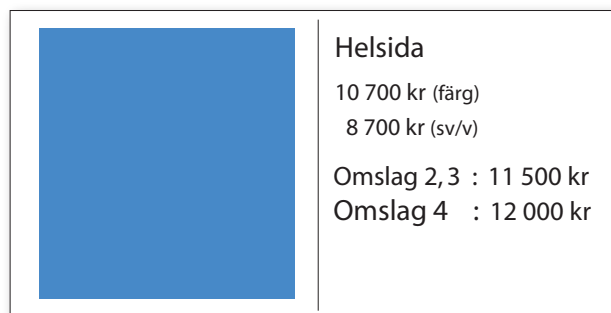 Helsida
10 700 kr (färg)
8 700 kr (sv/v)
Omslag 2, 3 : 11 500 kr
Omslag 4 : 12 000 kr